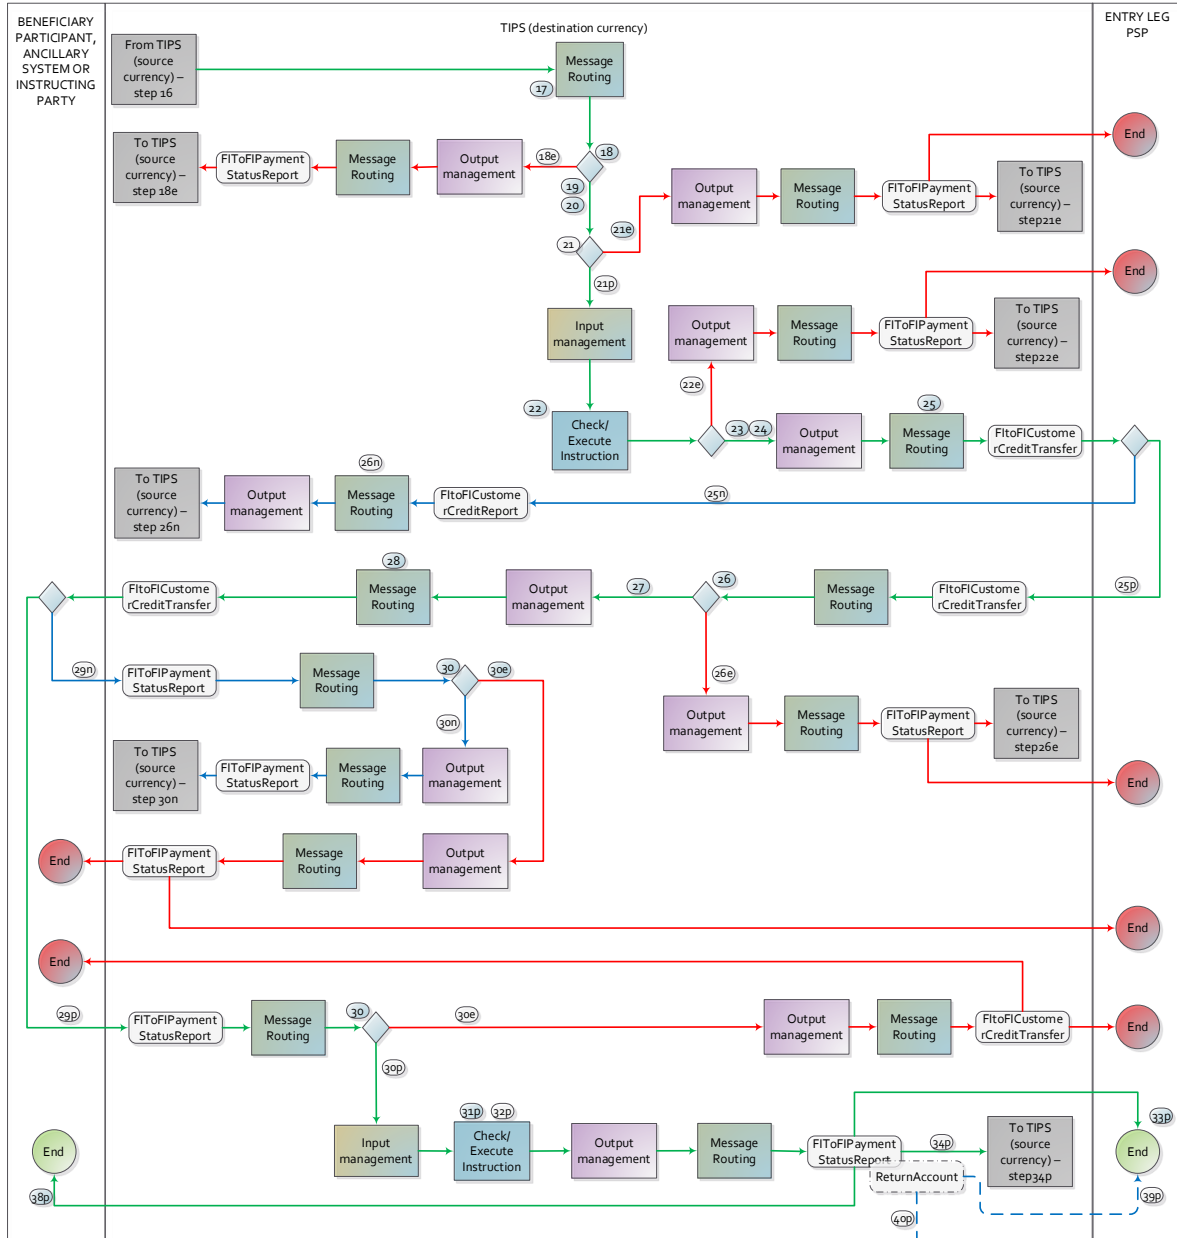 BENEFICIARY
PARTICIPANT,
ANCILLARY
SYSTEM OR
INSTRUCTING
PARTY
TIPS (destination currency)
ENTRY LEG
PSP
From TIPS
(source
currency) –
step 16
Message
Routing
17
End
To TIPS
(source
currency) –
step 18e
FIToFIPayment
StatusReport
Message
Routing
Output
management
18e
18
19
20
21e
21
Output
management
Message
Routing
FIToFIPayment
StatusReport
To TIPS
(source
currency) –
step21e
End
21p
Input
management
Output
management
Message
Routing
FIToFIPayment
StatusReport
To TIPS
(source
currency) –
step22e
22e
22
Check/
Execute
Instruction
23
24
Output
management
25
Message
Routing
FItoFICustome
rCreditTransfer
To TIPS
(source
currency) –
step 26n
Output
management
26n
Message
Routing
FItoFICustome
rCreditReport
25n
FItoFICustome
rCreditTransfer
28
Message
Routing
Output
management
27
26
Message
Routing
FItoFICustome
rCreditTransfer
25p
29n
FIToFIPayment
StatusReport
Message
Routing
30
30e
30n
26e
Output
management
Message
Routing
FIToFIPayment
StatusReport
To TIPS
(source
currency) –
step26e
End
To TIPS
(source
currency) –
step 30n
FIToFIPayment
StatusReport
Message
Routing
Output
management
End
FIToFIPayment
StatusReport
Message
Routing
Output
management
End
End
29p
FIToFIPayment
StatusReport
Message
Routing
30
30e
Output
management
Message
Routing
FItoFICustome
rCreditTransfer
End
30p
Input
management
31p
32p
Check/
Execute
Instruction
Output
management
Message
Routing
FIToFIPayment
StatusReport
34p
To TIPS
(source
currency) –
step34p
33p
End
End
38p
ReturnAccount
39p
40p